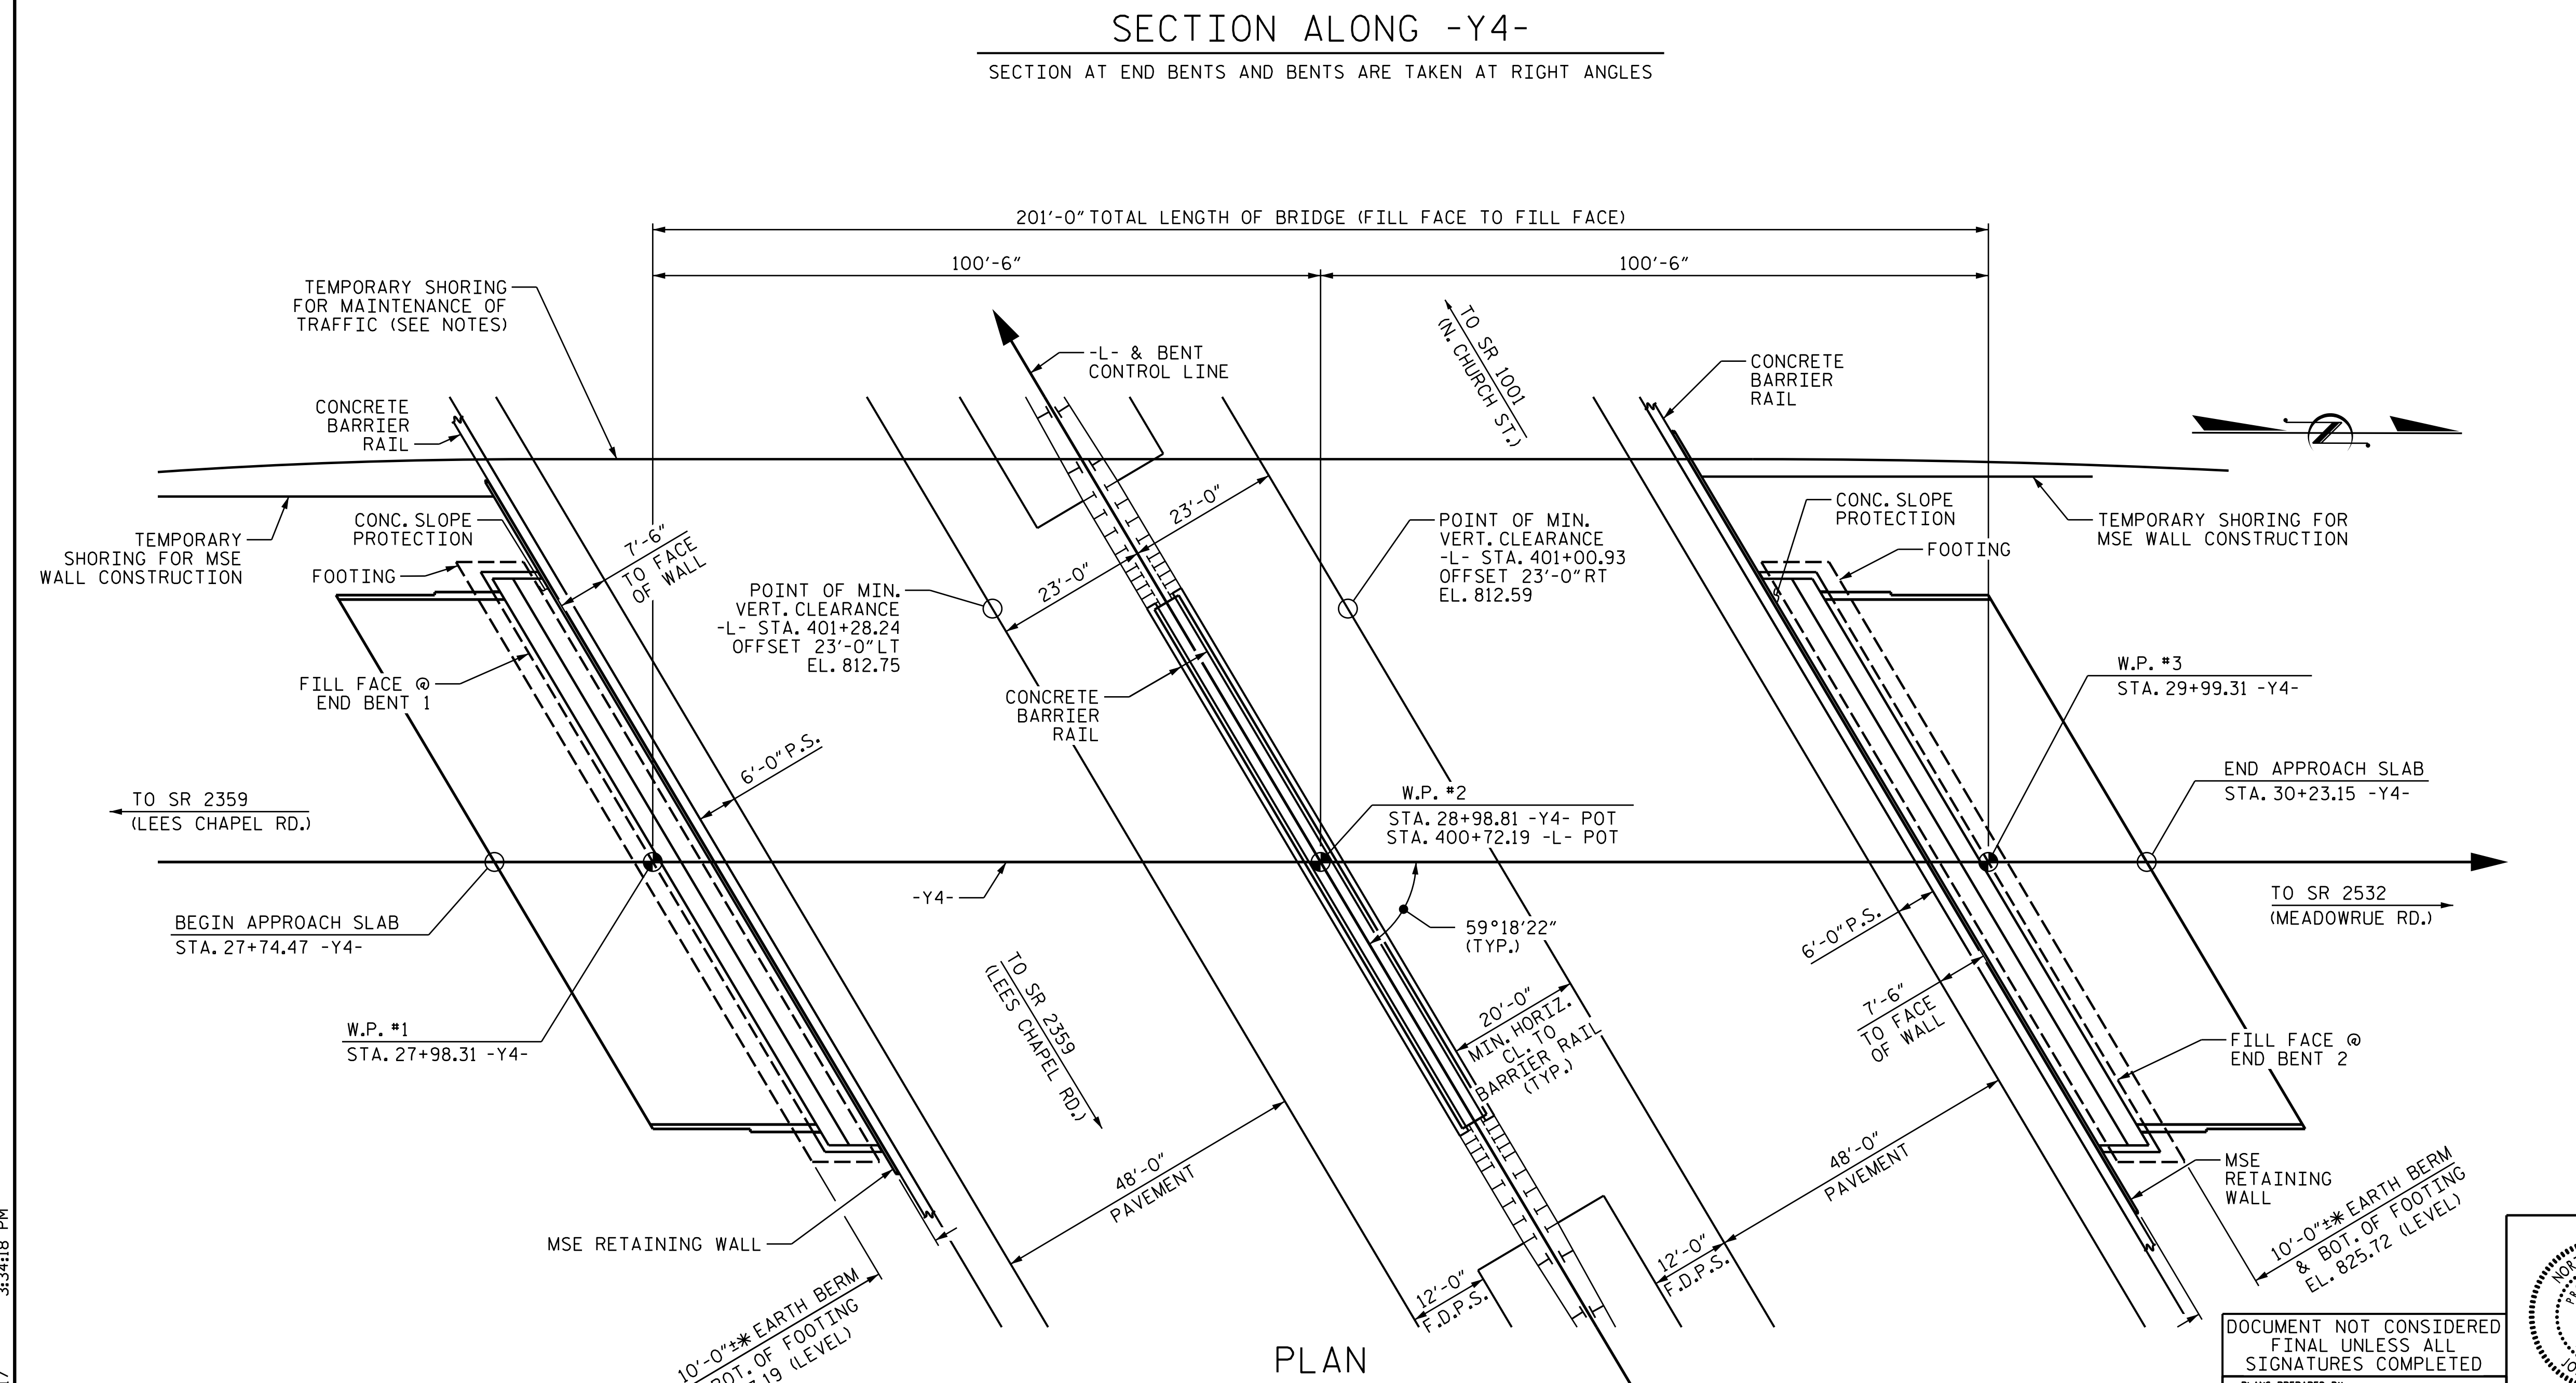 SECTION ALONG -Y4-
SECTION AT END BENTS AND BENTS ARE TAKEN AT RIGHT ANGLES
201'-0" TOTAL LENGTH OF BRIDGE (FILL FACE TO FILL FACE)
100'-6"
100'-6"
TEMPORARY SHORING
FOR MAINTENANCE OF
TRAFFIC (SEE NOTES)
-L- & BENT
CONTROL LINE
TO SR 1001
(N. CHURCH ST.)
CONCRETE
BARRIER
RAIL
CONCRETE
BARRIER
RAIL
TEMPORARY
SHORING FOR MSE
WALL CONSTRUCTION
CONC. SLOPE
PROTECTION
FOOTING
7'-6"
TO FACE
OF WALL
23'-0"
23'-0"
POINT OF MIN.
VERT. CLEARANCE
-L- STA. 401+28.24
OFFSET 23'-0" LT
EL. 812.75
POINT OF MIN.
VERT. CLEARANCE
-L- STA. 401+00.93
OFFSET 23'-0" RT
EL. 812.59
CONC. SLOPE
PROTECTION
FOOTING
TEMPORARY SHORING FOR
MSE WALL CONSTRUCTION
FILL FACE @
END BENT 1
CONCRETE
BARRIER
RAIL
6'-0" P.S.
W.P. #3
STA. 29+99.31 -Y4-
END APPROACH SLAB
STA. 30+23.15 -Y4-
TO SR 2359
(LEES CHAPEL RD.)
W.P. #2
STA. 28+98.81 -Y4- POT
STA. 400+72.19 -L- POT
-Y4-
BEGIN APPROACH SLAB
STA. 27+74.47 -Y4-
59°18'22"
(TYP.)
6'-0" P.S.
TO SR 2532
(MEADOWRUE RD.)
W.P. #1
STA. 27+98.31 -Y4-
TO SR 2359
(LEES CHAPEL RD.)
20'-0"
MIN. HORIZ.
CL. TO
BARRIER RAIL
(TYP.)
7'-6"
TO FACE
OF WALL
FILL FACE @
END BENT 2
48'-0"
PAVEMENT
48'-0"
PAVEMENT
MSE
RETAINING
WALL
MSE RETAINING WALL
10'-0"±* EARTH BERM
& BOT. OF FOOTING
EL. 825.72 (LEVEL)
12'-0"
F.D.P.S.
12'-0"
F.D.P.S.
10'-0"±* EARTH BERM
BOT. OF FOOTING
.19 (LEVEL)
PLAN
DOCUMENT NOT CONSIDERED
FINAL UNLESS ALL
SIGNATURES COMPLETED
3:34:18 PM